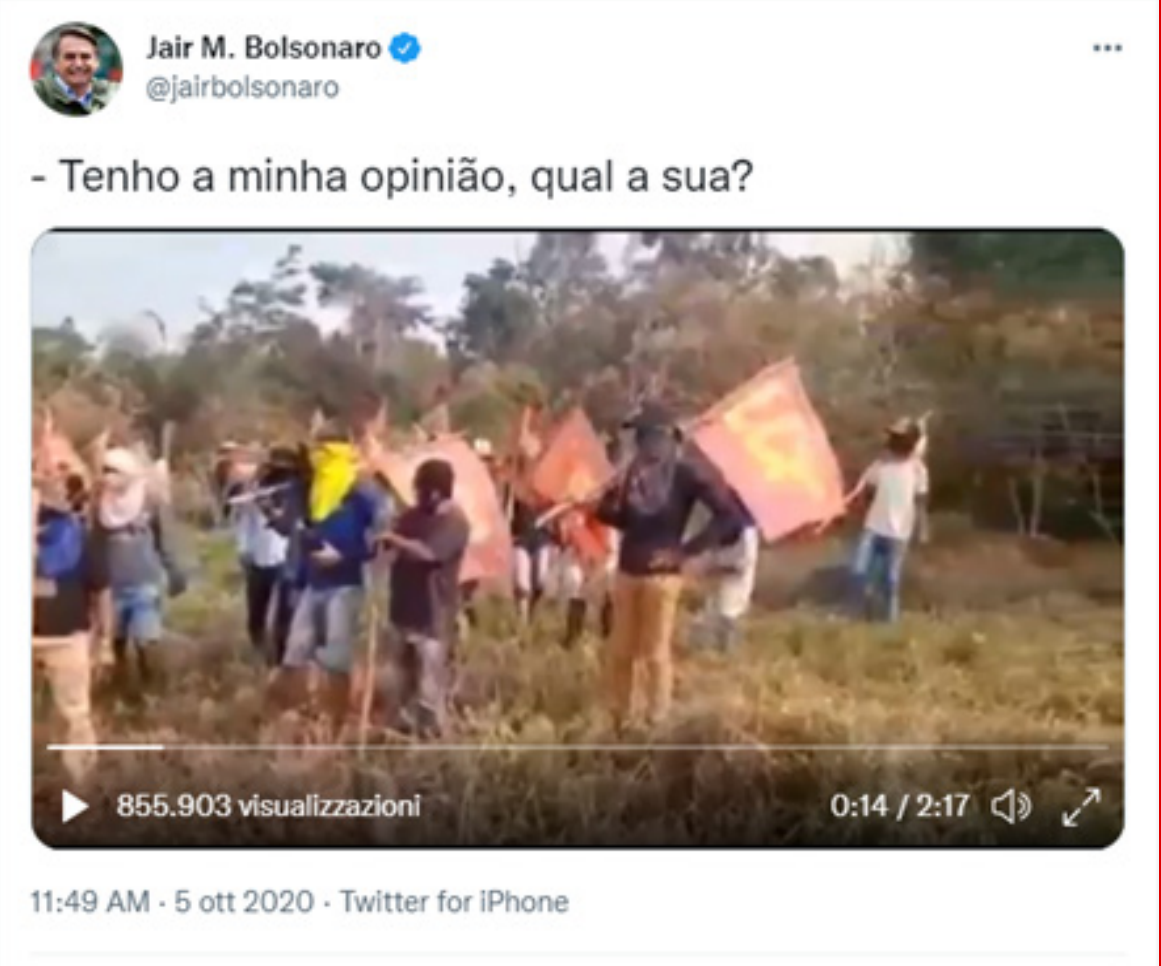 Jair M. Bolsonaro
@jairbolsonaro
- Tenho a minha opinião, qual a sua?
855.903 visualizzazioni
0:14 / 2:17
11:49 AM · 5 ott 2020 · Twitter for iPhone